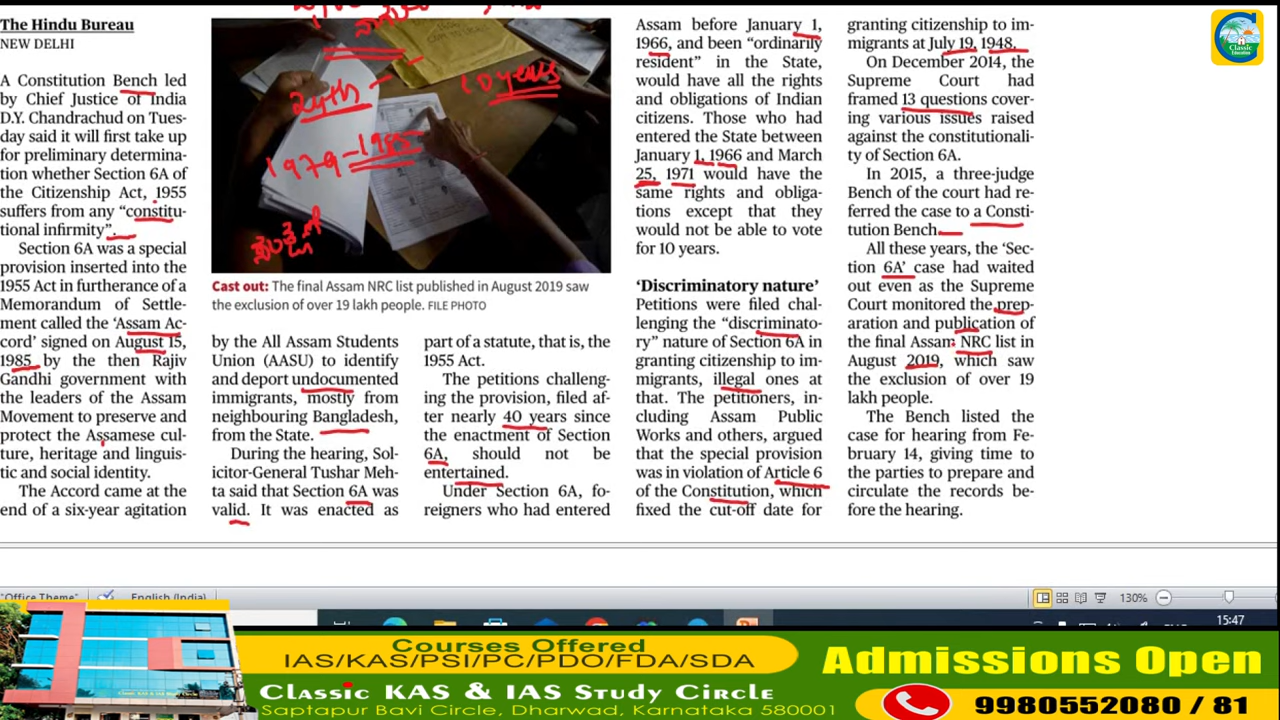 The Hindu Bureau
NEW DELHI
A Constitution Bench led
by Chief Justice of India
D.Y. Chandrachud on Tues-
day said it will first take up
for preliminary determina-
tion whether Section 6A of
the Citizenship Act, 1955
suffers from any “constitu-
tional infirmity”.
Section 6A was a special
provision inserted into the
1955 Act in furtherance of a
Memorandum of Settle-
ment called the ‘Assam Ac-
cord’ signed on August 15,
1985 by the then Rajiv
Gandhi government with
the leaders of the Assam
Movement to preserve and
protect the Assamese cul-
ture, heritage and linguis-
tic and social identity.
The Accord came at the
end of a six-year agitation
24th
10 years
1979-1985
Cast out: The final Assam NRC list published in August 2019 saw
the exclusion of over 19 lakh people. FILE PHOTO
by the All Assam Students
Union (AASU) to identify
and deport undocumented
immigrants, mostly from
neighbouring Bangladesh,
from the State.
During the hearing, Sol-
icitor-General Tushar Meh-
ta said that Section 6A was
valid. It was enacted as
part of a statute, that is, the
1955 Act.
The petitions challeng-
ing the provision, filed af-
ter nearly 40 years since
the enactment of Section
6A, should not be
entertained.
Under Section 6A, fo-
reigners who had entered
Assam before January 1,
1966, and been “ordinarily
resident” in the State,
would have all the rights
and obligations of Indian
citizens. Those who had
entered the State between
January 1, 1966 and March
25, 1971 would have the
same rights and obliga-
tions except that they
would not be able to vote
for 10 years.
‘Discriminatory nature’
Petitions were filed chal-
lenging the “discriminato-
ry” nature of Section 6A in
granting citizenship to im-
migrants, illegal ones at
that. The petitioners, in-
cluding Assam Public
Works and others, argued
that the special provision
was in violation of Article 6
of the Constitution, which
fixed the cut-off date for
granting citizenship to im-
migrants at July 19, 1948.
On December 2014, the
Supreme Court had
framed 13 questions cover-
ing various issues raised
against the constitutionali-
ty of Section 6A.
In 2015, a three-judge
Bench of the court had re-
ferred the case to a Consti-
tution Bench.
All these years, the ‘Sec-
tion 6A’ case had waited
out even as the Supreme
Court monitored the prep-
aration and publication of
the final Assam NRC list in
August 2019, which saw
the exclusion of over 19
lakh people.
The Bench listed the
case for hearing from Fe-
bruary 14, giving time to
the parties to prepare and
circulate the records be-
fore the hearing.
Classic
Education
"Office Theme"
English (India)
130%
15:47
Courses Offered
IAS/KAS/PSI/PC/PDO/FDA/SDA
Classic KAS & IAS Study Circle
Saptapur Bavi Circle, Dharwad, Karnataka 580001
Admissions Open
9980552080 / 81